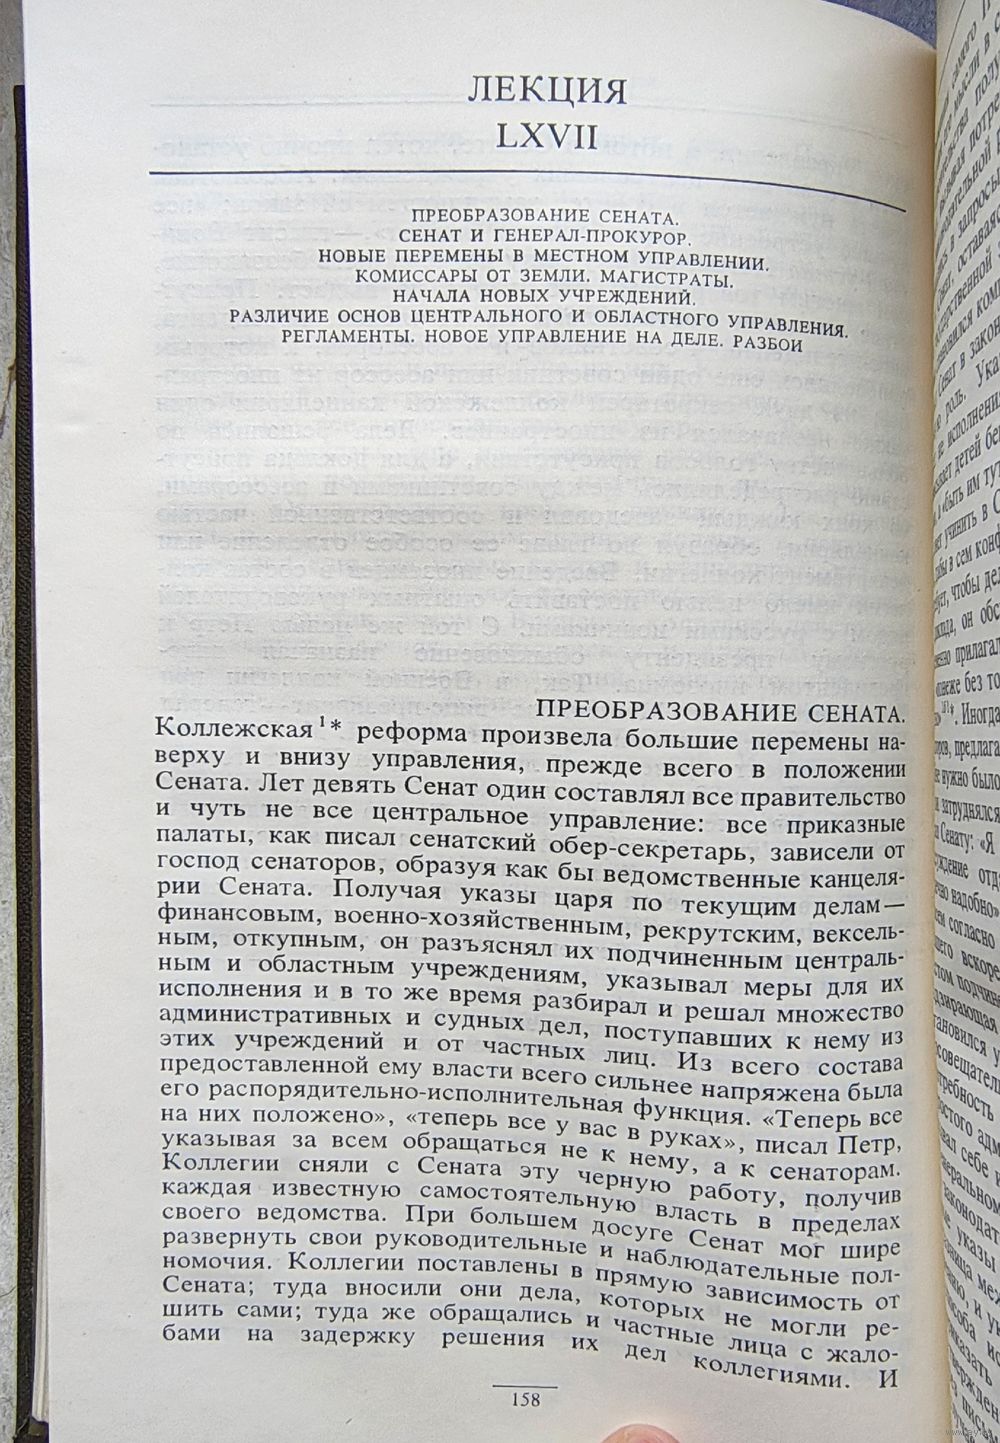 ЛЕКЦИЯ
LXVII
ПРЕОБРАЗОВАНИЕ СЕНАТА.
СЕНАТ И ГЕНЕРАЛ-ПРОКУРОР.
НОВЫЕ ПЕРЕМЕНЫ В МЕСТНОМ УПРАВЛЕНИИ.
КОМИССАРЫ ОТ ЗЕМЛИ. МАГИСТРАТЫ.
НАЧАЛА НОВЫХ УЧРЕЖДЕНИЙ.
РАЗЛИЧИЕ ОСНОВ ЦЕНТРАЛЬНОГО И ОБЛАСТНОГО УПРАВЛЕНИЯ.
РЕГЛАМЕНТЫ. НОВОЕ УПРАВЛЕНИЕ НА ДЕЛЕ. РАЗБОИ
ПРЕОБРАЗОВАНИЕ СЕНАТА.
Коллежская 1* реформа произвела большие перемены на-
верху и внизу управления, прежде всего в положении
Сената. Лет девять Сенат один составлял все правительство
и чуть не все центральное управление: все приказные
палаты, как писал сенатский обер-секретарь, зависели от
господ сенаторов, образуя как бы ведомственные канцеля-
рии Сената. Получая указы царя по текущим делам—
финансовым, военно-хозяйственным, рекрутским, вексель-
ным, откупным, он разъяснял их подчиненным централь-
ным и областным учреждениям, указывал меры для их
исполнения и в то же время разбирал и решал множество
административных и судных дел, поступавших к нему из
этих учреждений и от частных лиц. Из всего состава
предоставленной ему власти всего сильнее напряжена была
его распорядительно-исполнительная функция. «Теперь все
на них положено», «теперь все у вас в руках», писал Петр,
указывая за всем обращаться не к нему, а к сенаторам.
Коллегии сняли с Сената эту черную работу, получив
каждая известную самостоятельную власть в пределах
своего ведомства. При большем досуге Сенат мог шире
развернуть свои руководительные и наблюдательные пол-
номочия. Коллегии поставлены в прямую зависимость от
Сената; туда вносили они дела, которых не могли ре-
шить сами; туда же обращались и частные лица с жало-
бами на задержку решения их дел коллегиями. И
158